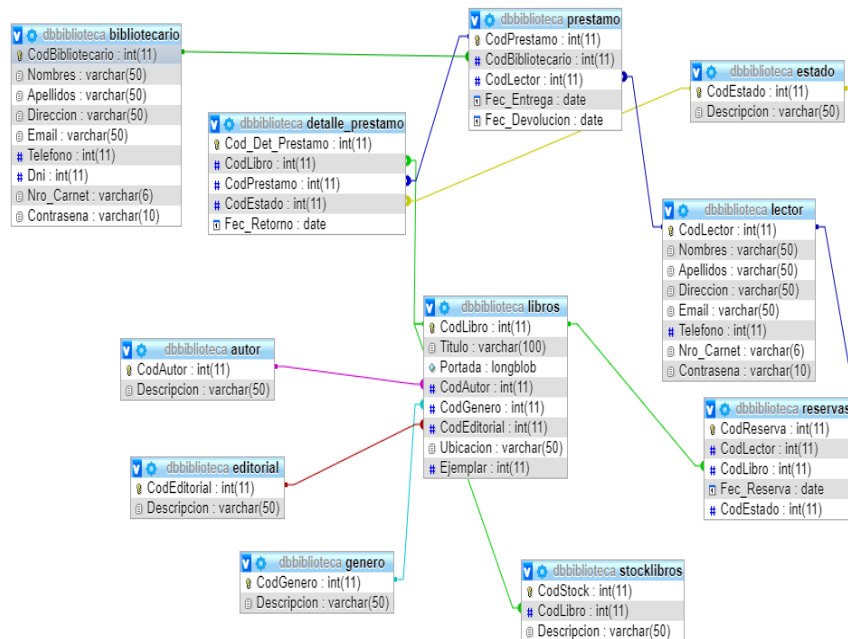 dbbiblioteca bibliotecario
CodBibliotecario : int(11)
Nombres : varchar(50)
Apellidos : varchar(50)
Direccion : varchar(50)
Email : varchar(50)
Telefono : int(11)
Dni : int(11)
Nro_Carnet : varchar(6)
Contrasena : varchar(10)
dbbiblioteca prestamo
CodPrestamo : int(11)
CodBibliotecario : int(11)
CodLector : int(11)
Fec_Entrega : date
Fec_Devolucion : date
dbbiblioteca estado
CodEstado : int(11)
Descripcion : varchar(50)
dbbiblioteca detalle_prestamo
Cod_Det_Prestamo : int(11)
CodLibro : int(11)
CodPrestamo : int(11)
CodEstado : int(11)
Fec_Retorno : date
dbbiblioteca lector
CodLector : int(11)
Nombres : varchar(50)
Apellidos : varchar(50)
Direccion : varchar(50)
Email : varchar(50)
Telefono : int(11)
Nro_Carnet : varchar(6)
Contrasena : varchar(10)
dbbiblioteca libros
CodLibro : int(11)
Titulo : varchar(100)
Portada : longblob
CodAutor : int(11)
CodGenero : int(11)
CodEditorial : int(11)
Ubicacion : varchar(50)
Ejemplar : int(11)
dbbiblioteca autor
CodAutor : int(11)
Descripcion : varchar(50)
dbbiblioteca reservas
CodReserva : int(11)
CodLector : int(11)
CodLibro : int(11)
Fec_Reserva : date
CodEstado : int(11)
dbbiblioteca editorial
CodEditorial : int(11)
Descripcion : varchar(50)
dbbiblioteca genero
CodGenero : int(11)
Descripcion : varchar(50)
dbbiblioteca stocklibros
CodStock : int(11)
CodLibro : int(11)
Descripcion : varchar(50)